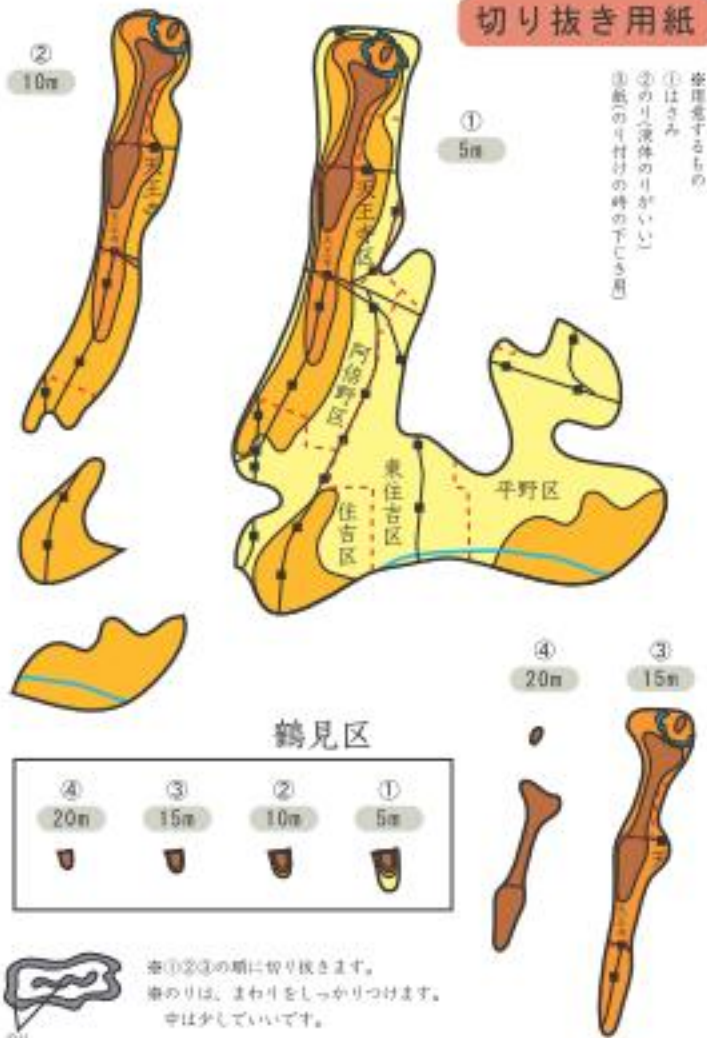 切り抜き用紙
※用意するもの
①はさみ
②のり(液体のりがいい)
③紙(のり付けの時の下じき用)
②
10m
天王寺
①
5m
天王寺区
阿倍野区
東住吉区
住吉区
平野区
④
20m
③
15m
鶴見区
④
20m
③
15m
②
10m
①
5m
※①②③の順に切り抜きます。
※のりは、まわりをしっかりつけます。
中は少していいです。